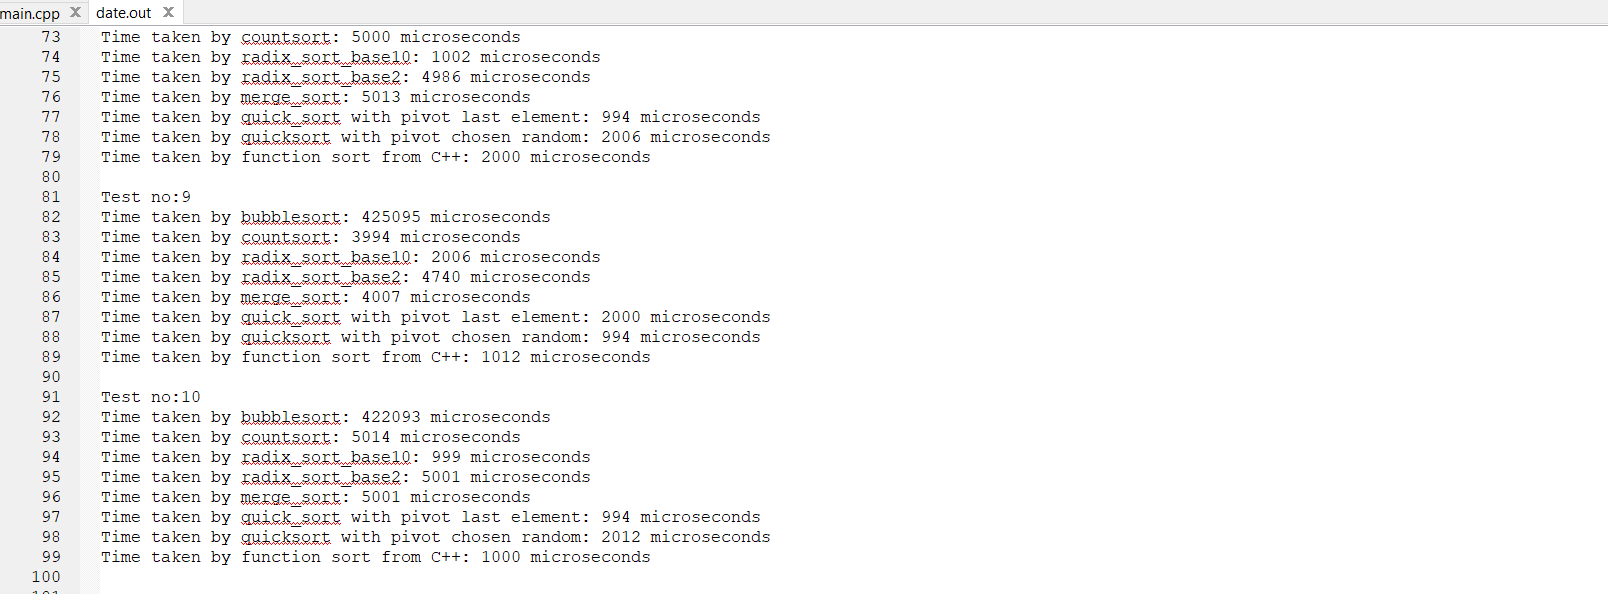 main.cpp X date.out X
73 Time taken by countsort: 5000 microseconds
74 Time taken by radix_sort_base10: 1002 microseconds
75 Time taken by radix_sort_base2: 4986 microseconds
76 Time taken by merge_sort: 5013 microseconds
77 Time taken by quick_sort with pivot last element: 994 microseconds
78 Time taken by quicksort with pivot chosen random: 2006 microseconds
79 Time taken by function sort from C++: 2000 microseconds
80
81 Test no:9
82 Time taken by bubblesort: 425095 microseconds
83 Time taken by countsort: 3994 microseconds
84 Time taken by radix_sort_base10: 2006 microseconds
85 Time taken by radix_sort_base2: 4740 microseconds
86 Time taken by merge_sort: 4007 microseconds
87 Time taken by quick_sort with pivot last element: 2000 microseconds
88 Time taken by quicksort with pivot chosen random: 994 microseconds
89 Time taken by function sort from C++: 1012 microseconds
90
91 Test no:10
92 Time taken by bubblesort: 422093 microseconds
93 Time taken by countsort: 5014 microseconds
94 Time taken by radix_sort_base10: 999 microseconds
95 Time taken by radix_sort_base2: 5001 microseconds
96 Time taken by merge_sort: 5001 microseconds
97 Time taken by quick_sort with pivot last element: 994 microseconds
98 Time taken by quicksort with pivot chosen random: 2012 microseconds
99 Time taken by function sort from C++: 1000 microseconds
100
101